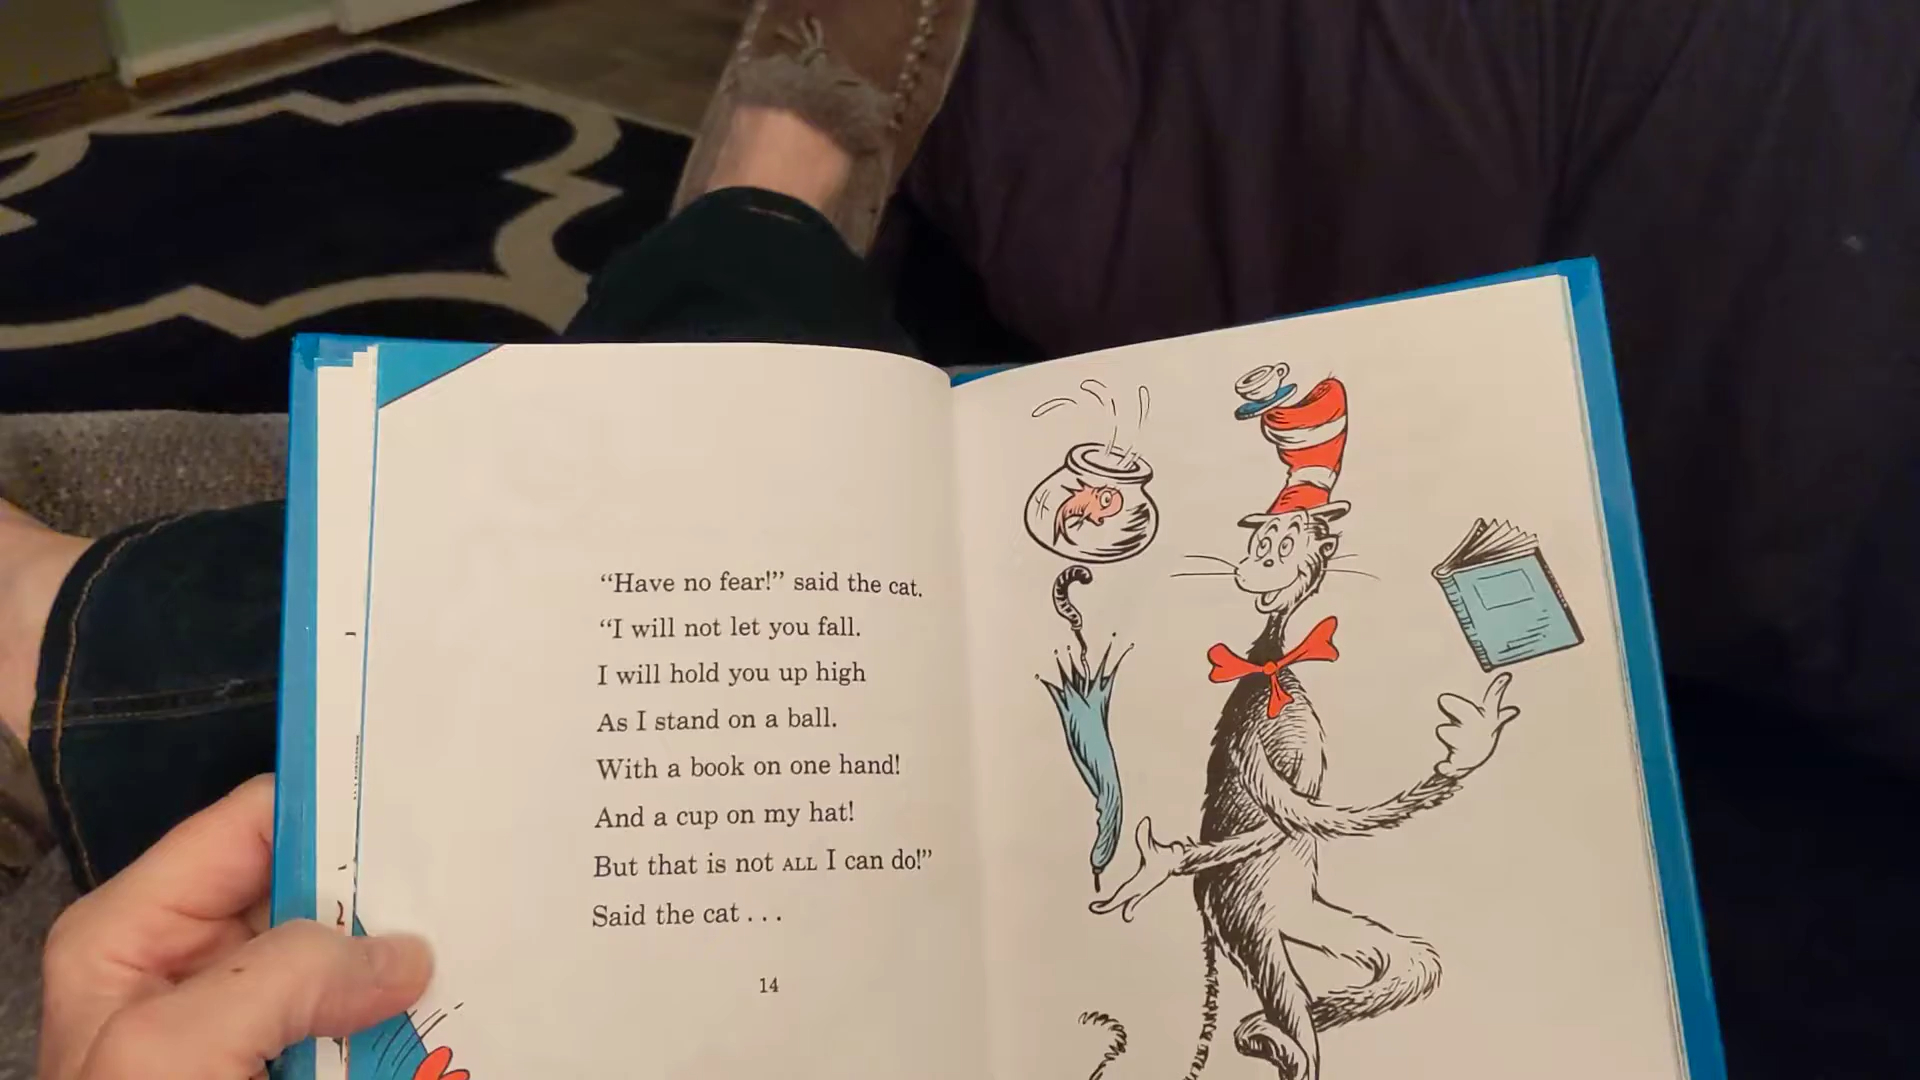 “Have no fear!” said the cat.
“I will not let you fall.
I will hold you up high
As I stand on a ball.
With a book on one hand!
And a cup on my hat!
But that is not ALL I can do!”
Said the cat . . .
14